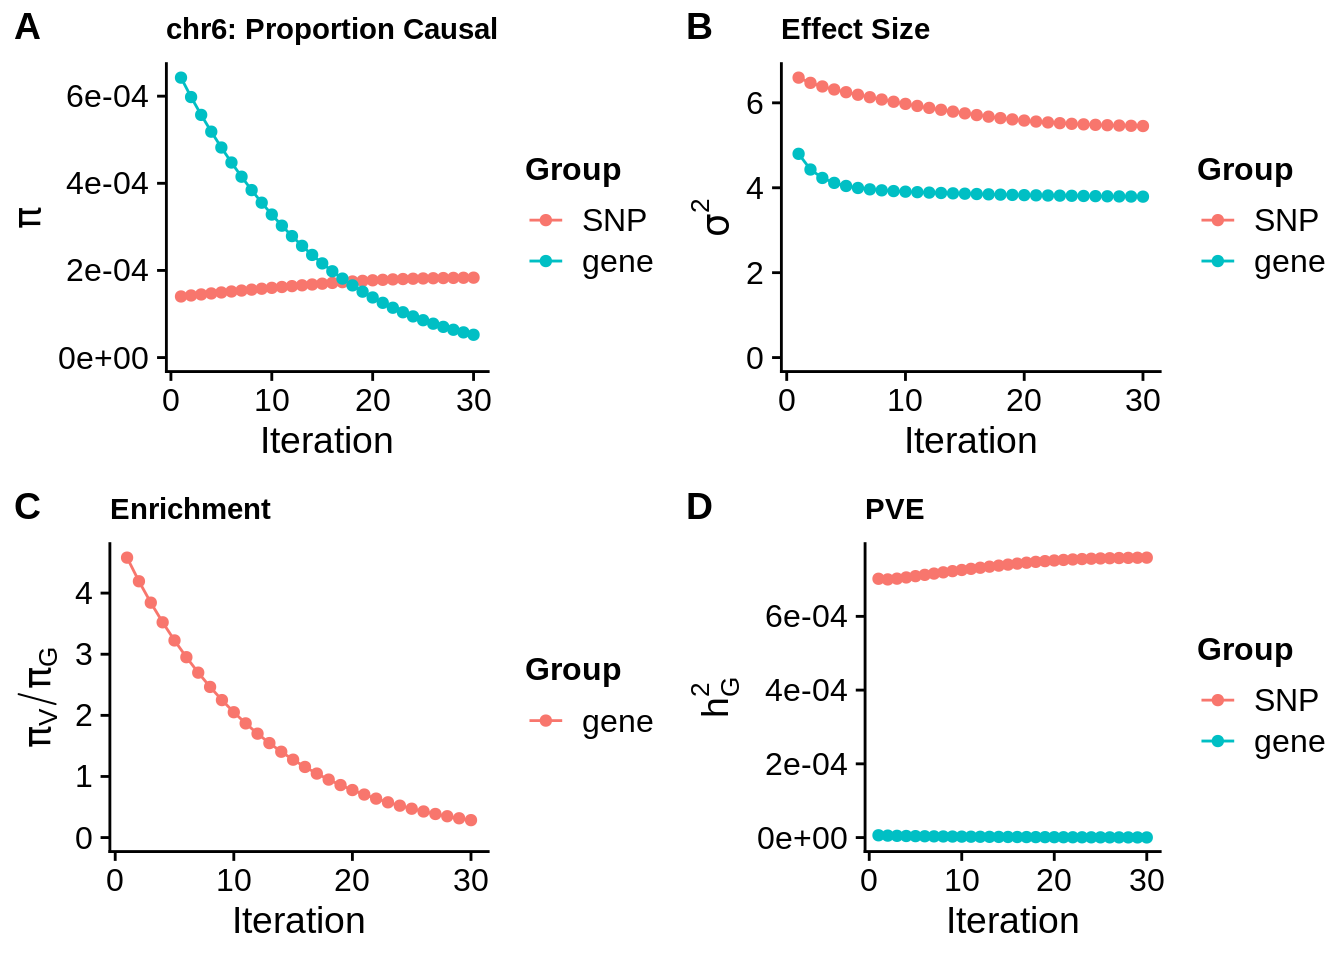 A
chr6: Proportion Causal
6e-04
4e-04
2e-04
0e+00
π
0 10 20 30
Iteration
Group
SNP
gene
B
Effect Size
6
4
2
0
σ²
0 10 20 30
Iteration
Group
SNP
gene
C
Enrichment
4
3
2
1
0
π_V/π_G
0 10 20 30
Iteration
Group
gene
D
PVE
6e-04
4e-04
2e-04
0e+00
h²_G
0 10 20 30
Iteration
Group
SNP
gene